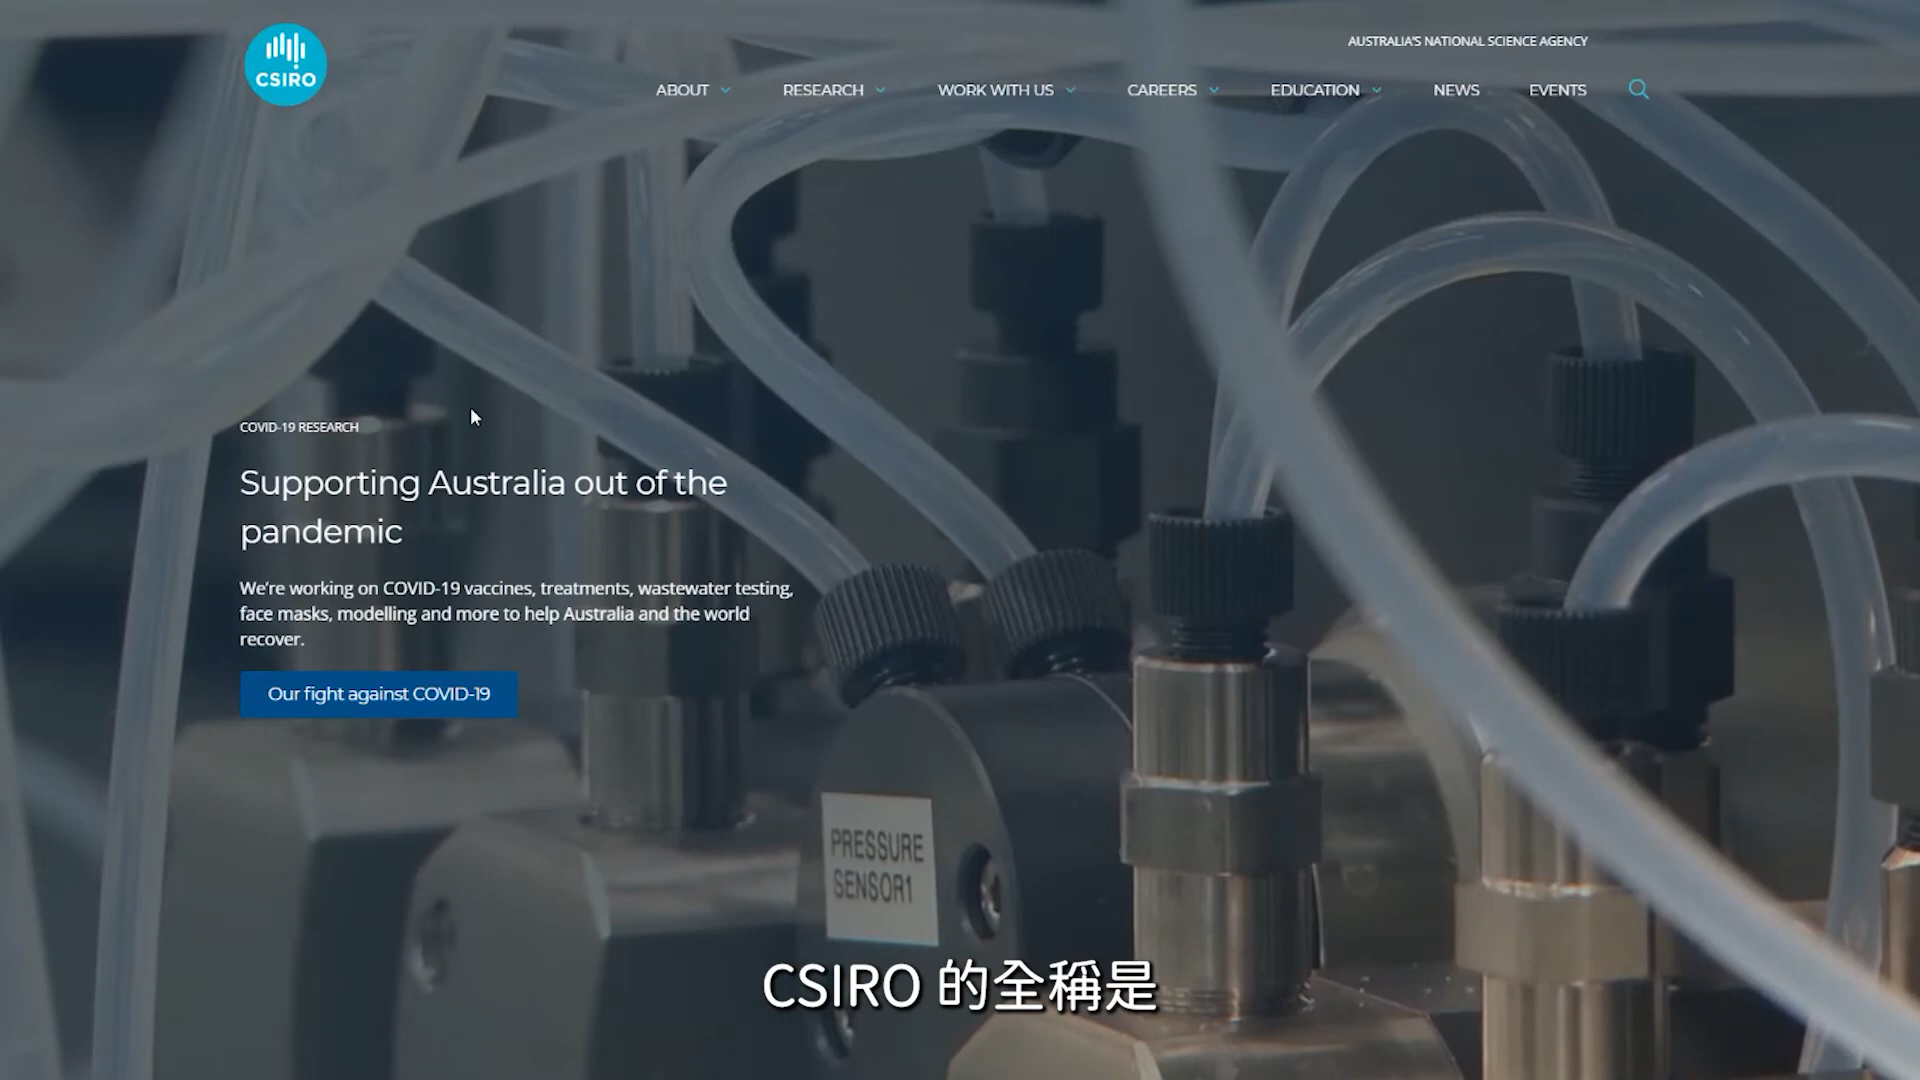 CSIRO
AUSTRALIA'S NATIONAL SCIENCE AGENCY
ABOUT
RESEARCH
WORK WITH US
CAREERS
EDUCATION
NEWS
EVENTS
COVID-19 RESEARCH
Supporting Australia out of the
pandemic
We're working on COVID-19 vaccines, treatments, wastewater testing,
face masks, modelling and more to help Australia and the world
recover.
Our fight against COVID-19
PRESSURE
SENSOR1
CSIRO 的全稱是